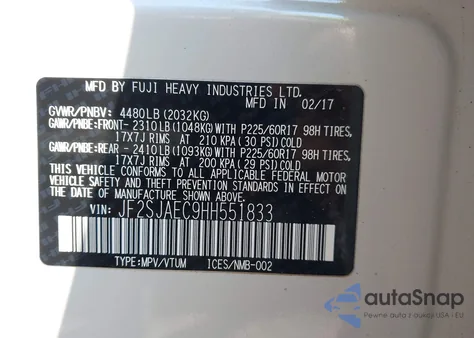 MFD BY FUJI HEAVY INDUSTRIES LTD.
MFD IN 02/17
GVWR/PNBV: 4480LB (2032KG)
GAWR/PNBE:FRONT- 2310LB (1048KG)WITH P225/60R17 98H TIRES,
17X7J RIMS AT 210 KPA (30 PSI)COLD
GAWR/PNBE:REAR - 2410LB (1093KG)WITH P225/60R17 98H TIRES,
17X7J RIMS AT 200 KPA (29 PSI)COLD
THIS VEHICLE CONFORMS TO ALL APPLICABLE FEDERAL MOTOR
VEHICLE SAFETY AND THEFT PREVENTION STANDARDS IN EFFECT ON
THE DATE OF MANUFACTURE SHOWN ABOVE.
VIN: JF2SJAEC9HH551833
TYPE:MPV/VTUM ICES/NMB-002
autaSnap
Pewne auta z USA i EU